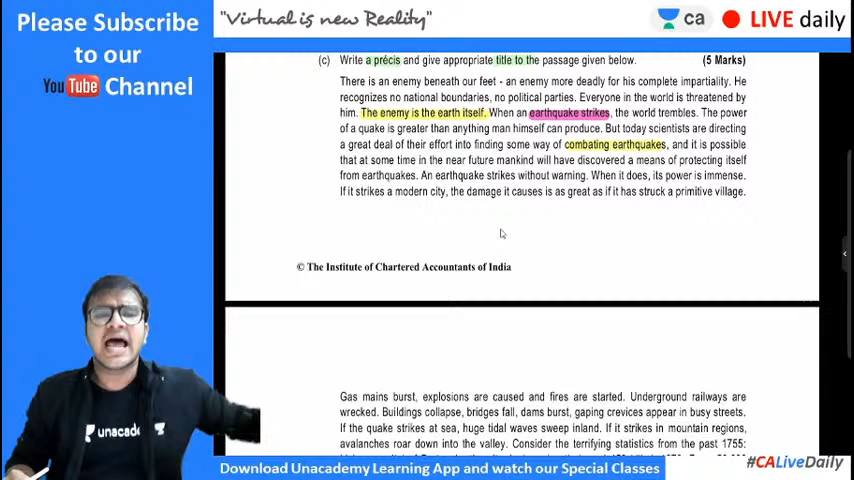 Please Subscribe
to our
YouTube Channel
"Virtual is new Reality"
ca
LIVE daily
(c) Write a précis and give appropriate title to the passage given below. (5 Marks)
There is an enemy beneath our feet - an enemy more deadly for his complete impartiality. He
recognizes no national boundaries, no political parties. Everyone in the world is threatened by
him. The enemy is the earth itself. When an earthquake strikes, the world trembles. The power
of a quake is greater than anything man himself can produce. But today scientists are directing
a great deal of their effort into finding some way of combating earthquakes, and it is possible
that at some time in the near future mankind will have discovered a means of protecting itself
from earthquakes. An earthquake strikes without warning. When it does, its power is immense.
If it strikes a modern city, the damage it causes is as great as if it has struck a primitive village.
© The Institute of Chartered Accountants of India
Gas mains burst, explosions are caused and fires are started. Underground railways are
wrecked. Buildings collapse, bridges fall, dams burst, gaping crevices appear in busy streets.
If the quake strikes at sea, huge tidal waves sweep inland. If it strikes in mountain regions,
avalanches roar down into the valley. Consider the terrifying statistics from the past 1755:
unacade
Download Unacademy Learning App and watch our Special Classes
#CALiveDaily